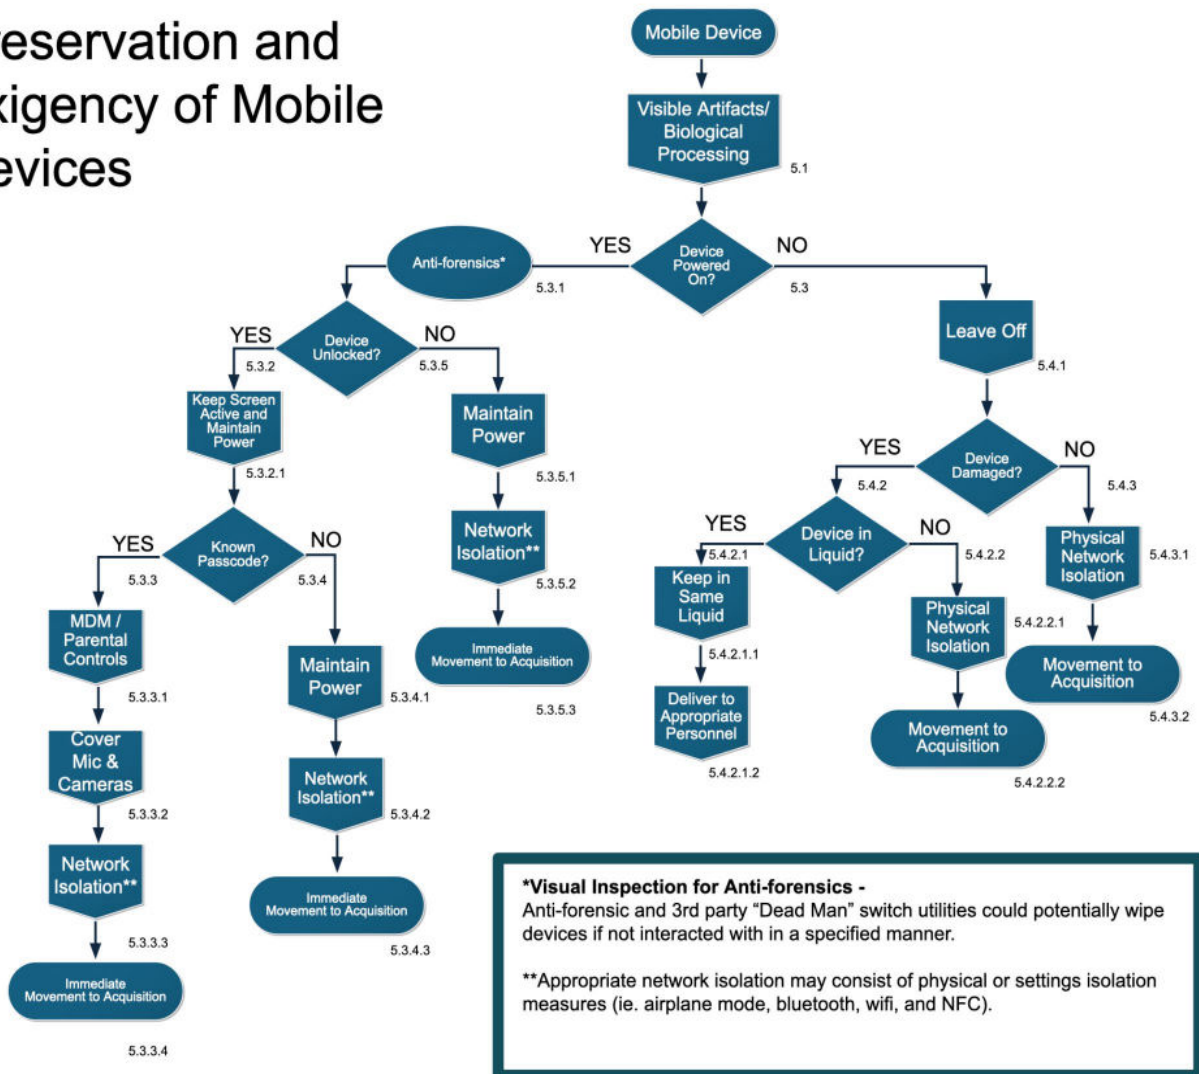 reservation and
xigency of Mobile
evices
Mobile Device
Visible Artifacts/
Biological
Processing
5.1
Device
Powered
On?
YES
NO
5.3.1
5.3
Anti-forensics*
Device
Unlocked?
YES
NO
5.3.2
5.3.5
Keep Screen
Active and
Maintain
Power
5.3.2.1
Maintain
Power
5.3.5.1
Network
Isolation**
5.3.5.2
Immediate
Movement to Acquisition
5.3.5.3
Known
Passcode?
YES
NO
5.3.3
5.3.4
MDM /
Parental
Controls
5.3.3.1
Cover
Mic &
Cameras
5.3.3.2
Network
Isolation**
5.3.3.3
Immediate
Movement to Acquisition
5.3.3.4
Maintain
Power
5.3.4.1
Network
Isolation**
5.3.4.2
Immediate
Movement to Acquisition
5.3.4.3
Leave Off
5.4.1
Device
Damaged?
YES
NO
5.4.2
5.4.3
Device in
Liquid?
YES
NO
5.4.2.1
5.4.2.2
Keep in
Same
Liquid
5.4.2.1.1
Deliver to
Appropriate
Personnel
5.4.2.1.2
Physical
Network
Isolation
5.4.2.2.1
Movement to
Acquisition
5.4.2.2.2
Physical
Network
Isolation
5.4.3.1
Movement to
Acquisition
5.4.3.2
*Visual Inspection for Anti-forensics -
Anti-forensic and 3rd party “Dead Man” switch utilities could potentially wipe
devices if not interacted with in a specified manner.
**Appropriate network isolation may consist of physical or settings isolation
measures (ie. airplane mode, bluetooth, wifi, and NFC).